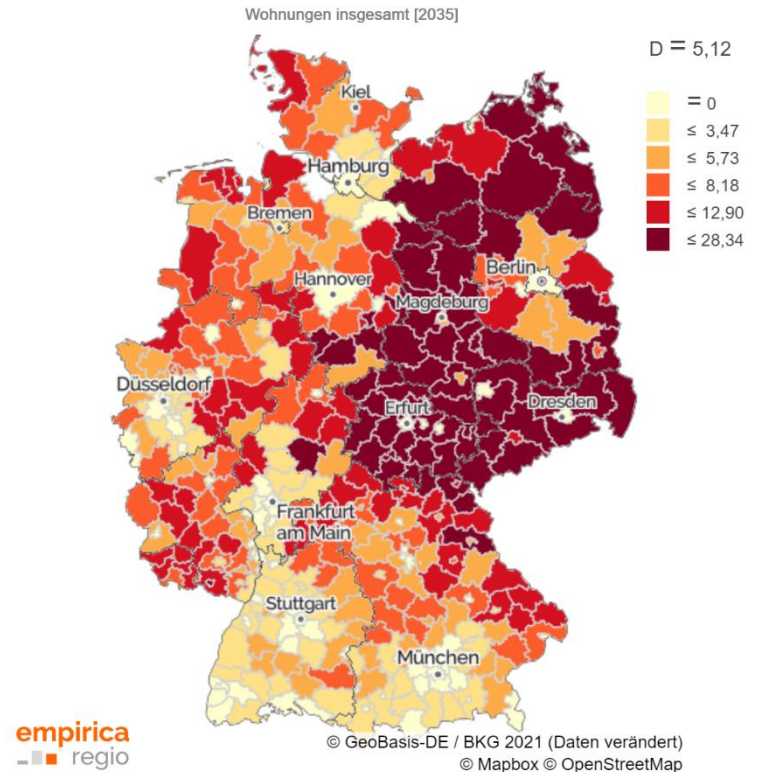 Wohnungen insgesamt [2035]
D = 5,12
= 0
≤ 3,47
≤ 5,73
≤ 8,18
≤ 12,90
≤ 28,34
Kiel
Hamburg
Bremen
Berlin
Hannover
Magdeburg
Düsseldorf
Erfurt
Dresden
Frankfurt
am Main
Stuttgart
München
empirica
regio
© GeoBasis-DE / BKG 2021 (Daten verändert)
© Mapbox © OpenStreetMap